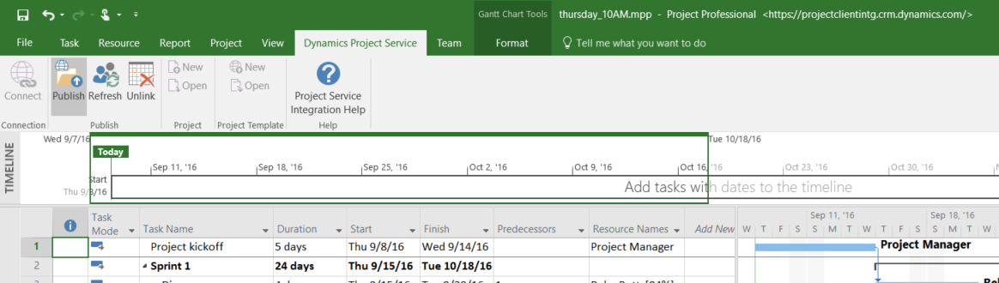 Gantt Chart Tools thursday_10AM.mpp - Project Professional <https://projectclientintg.crm.dynamics.com/>
File Task Resource Report Project View Dynamics Project Service Team Format Tell me what you want to do
Connect Publish Refresh Unlink New Open New Open Project Service Integration Help
Connection Publish Project Project Template Help
TIMELINE
Wed 9/7/16 Tue 10/18/16
Today
Sep 11, '16 Sep 18, '16 Sep 25, '16 Oct 2, '16 Oct 9, '16 Oct 16, '16 Oct 23, '16 Oct 30, '16
Start
Thu 9/8/16
Add tasks with dates to the timeline
Task Mode Task Name Duration Start Finish Predecessors Resource Names Add New
Sep 11, '16 Sep 18, '16
W T F S S M T W T F S S M T W
1 Project kickoff 5 days Thu 9/8/16 Wed 9/14/16 Project Manager
Project Manager
2 Sprint 1 24 days Thu 9/15/16 Tue 10/18/16